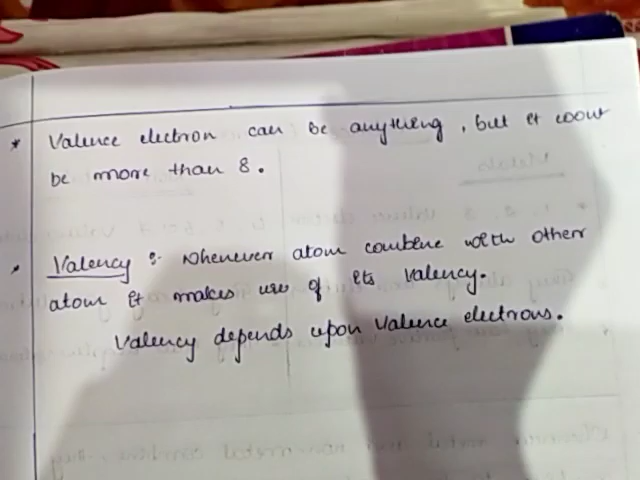 * Valence electron can be anything, but it wont
be more than 8.
* Valency :- Whenever atom combine with other
atom it makes use of its valency.
Valency depends upon valence electrons.